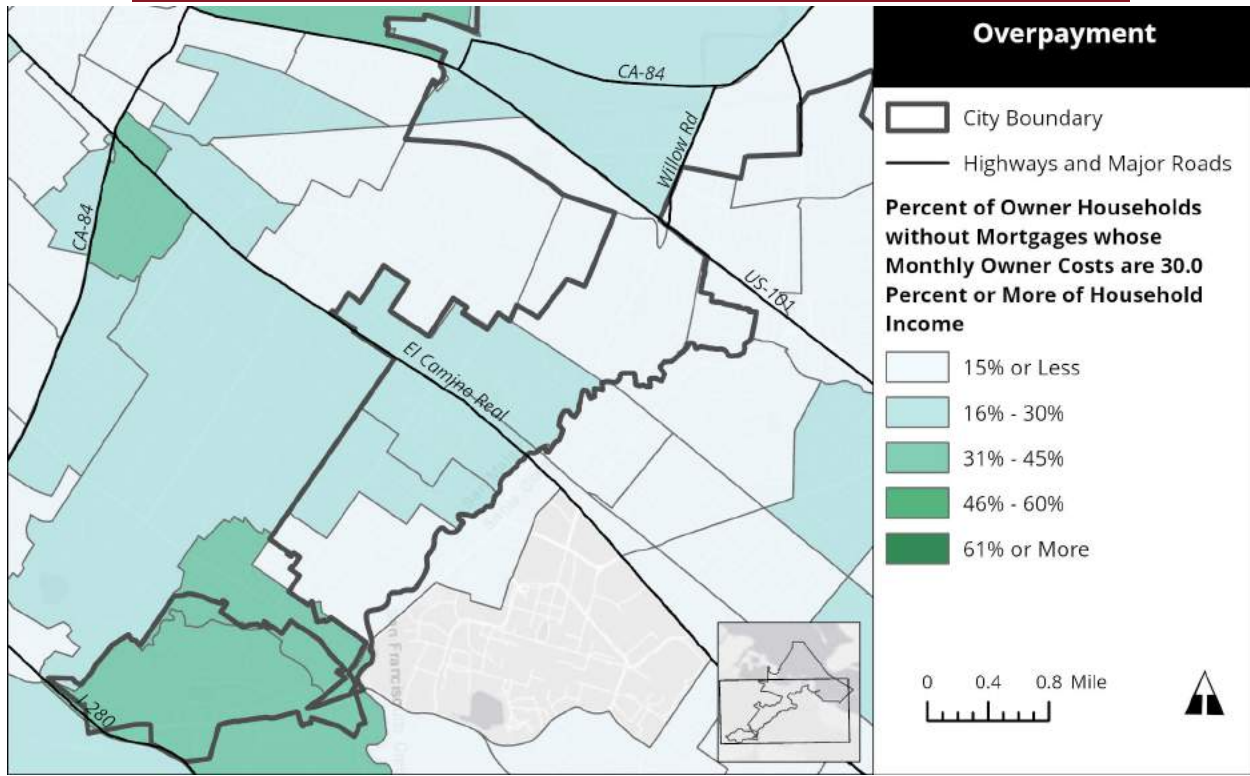 Overpayment
City Boundary
Highways and Major Roads
Percent of Owner Households
without Mortgages whose
Monthly Owner Costs are 30.0
Percent or More of Household
Income
15% or Less
16% - 30%
31% - 45%
46% - 60%
61% or More
0 0.4 0.8 Mile
CA-84
Willow Rd
CA-84
US-101
El Camino Real
I-280